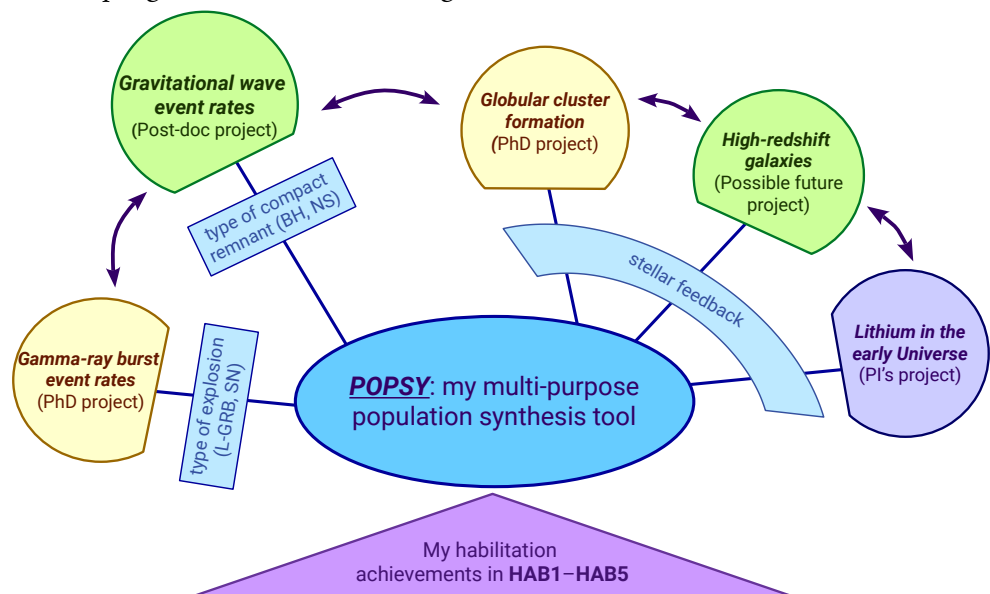 Gravitational wave
event rates
(Post-doc project)
Globular cluster
formation
(PhD project)
High-redshift
galaxies
(Possible future
project)
type of compact
remnant (BH, NS)
stellar feedback
Gamma-ray burst
event rates
(PhD project)
type of explosion
(L-GRB, SN)
Lithium in the
early Universe
(PI's project)
POPSY: my multi-purpose
population synthesis tool
My habilitation
achievements in HAB1–HAB5